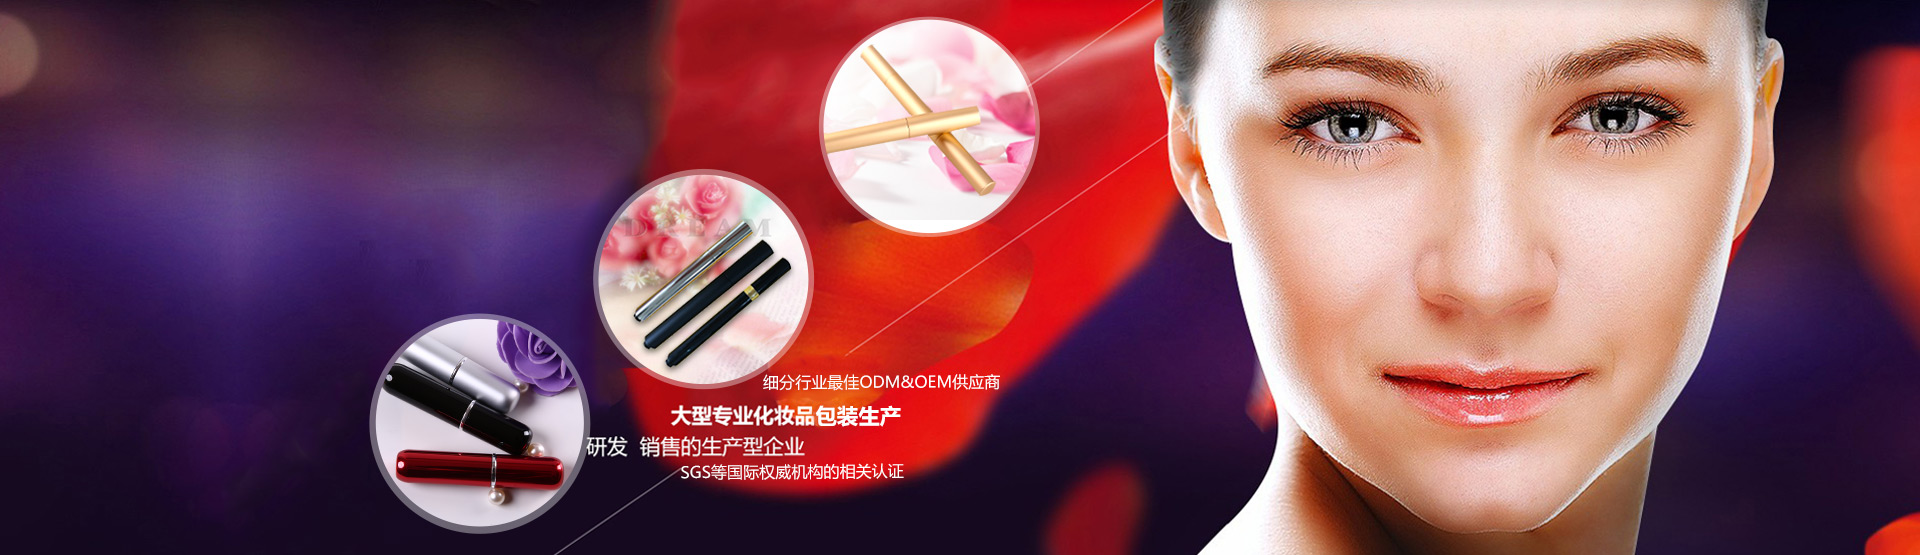 DREAM
细分行业最佳ODM&OEM供应商
大型专业化妆品包装生产
研发 销售的生产型企业
SGS等国际权威机构的相关认证